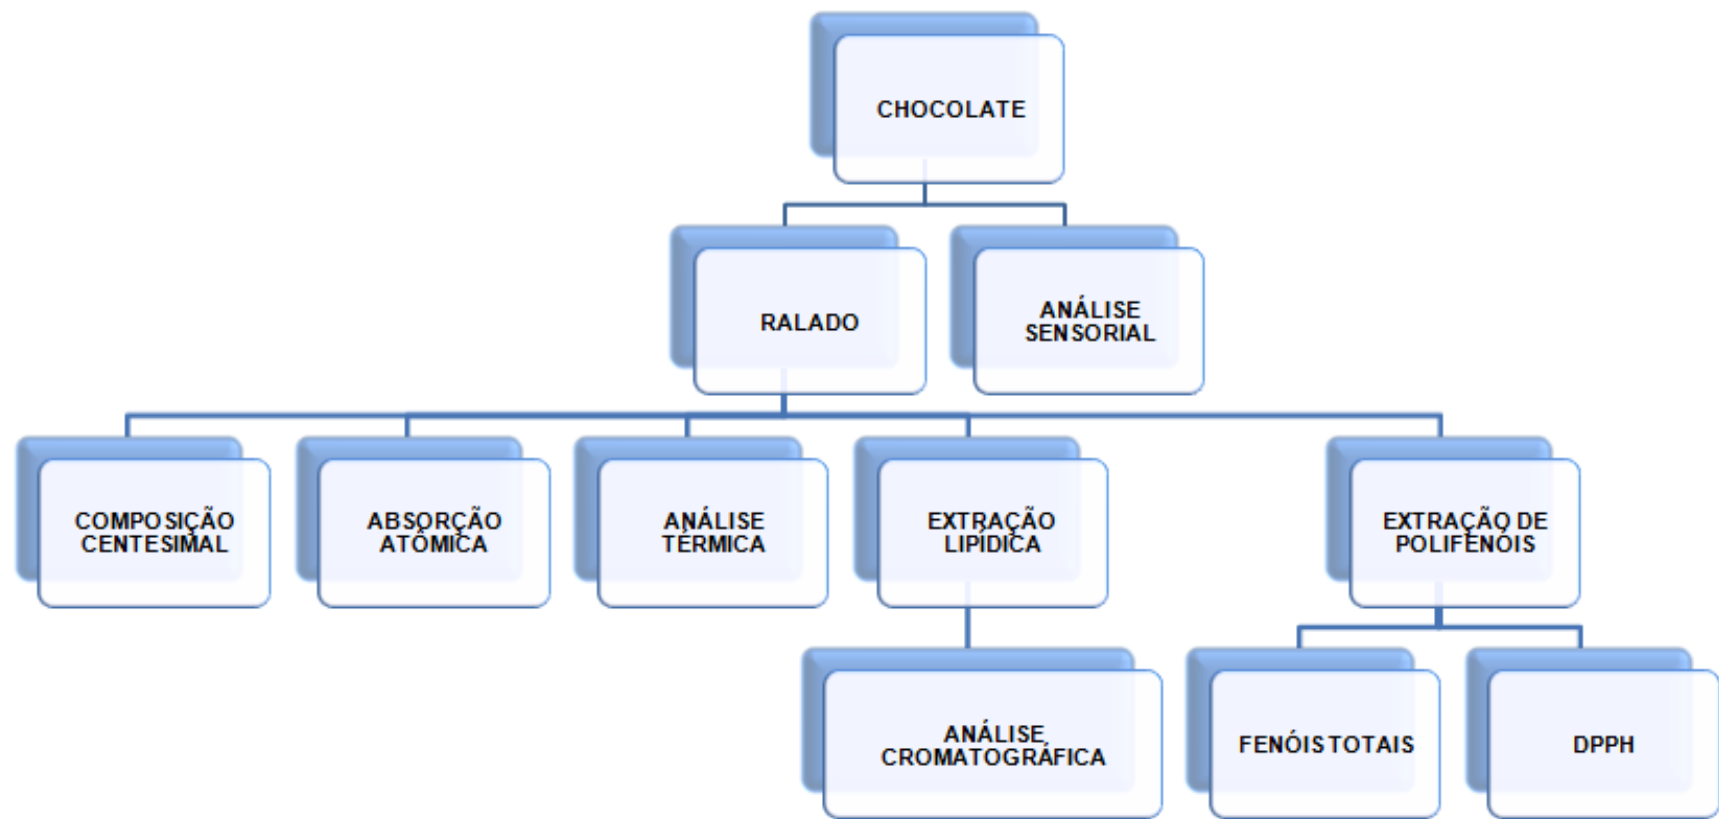 CHOCOLATE
RALADO
ANÁLISE
SENSORIAL
COMPOSIÇÃO
CENTESIMAL
ABSORÇÃO
ATÔMICA
ANÁLISE
TÉRMICA
EXTRAÇÃO
LIPÍDICA
EXTRAÇÃO DE
POLIFENÓIS
ANÁLISE
CROMATOGRÁFICA
FENÓIS TOTAIS
DPPH